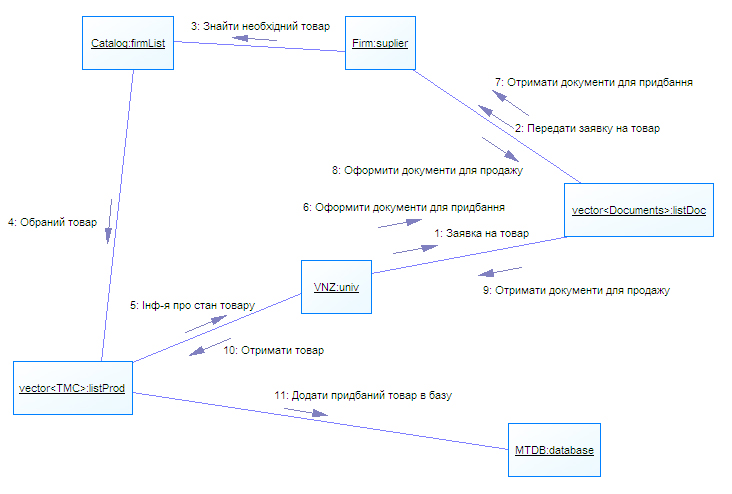 3: Знайти необхідний товар
Catalog:firmList
Firm:suplier
7: Отримати документи для придбання
2: Передати заявку на товар
8: Оформити документи для продажу
6: Оформити документи для придбання
vector<Documents>:listDoc
4: Обраний товар
1: Заявка на товар
VNZ:univ
9: Отримати документи для продажу
5: Інф-я про стан товару
10: Отримати товар
vector<TMC>:listProd
11: Додати придбаний товар в базу
MTDB:database